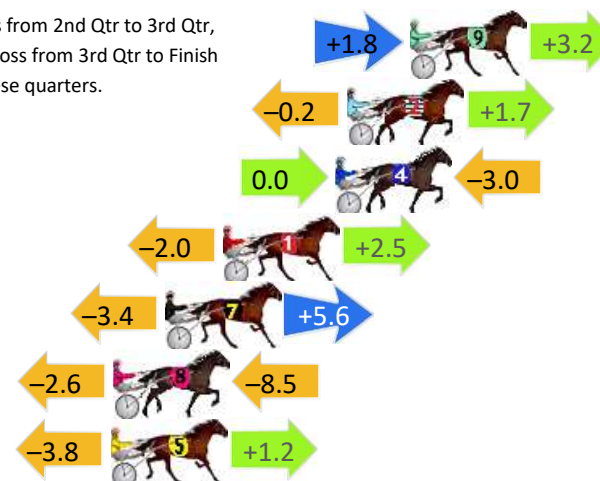 from 2nd Qtr to 3rd Qtr,
from 3rd Qtr to Finish
quarters.
+1.8 9 +3.2
–0.2 2 +1.7
0.0 4 –3.0
–2.0 1 +2.5
–3.4 7 +5.6
–2.6 8 –8.5
–3.8 5 +1.2